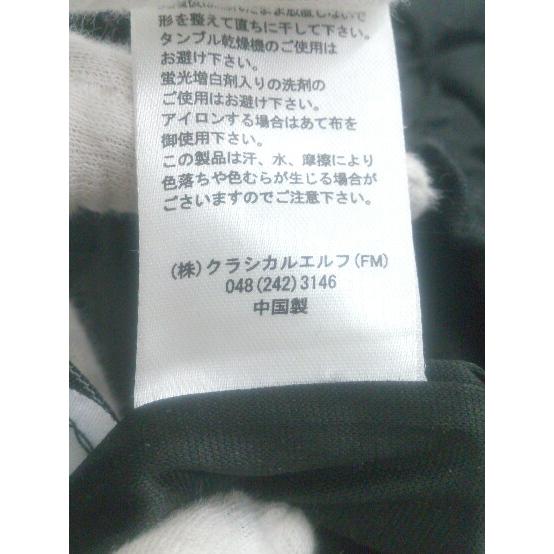 放置しないで
形を整えて直ちに干して下さい。
タンブル乾燥機のご使用は
お避け下さい。
蛍光増白剤入りの洗剤の
ご使用はお避け下さい。
アイロンする場合はあて布を
御使用下さい。
この製品は汗、水、摩擦により
色落ちや色むらが生じる場合が
ございますのでご注意下さい。
(株)クラシカルエルフ(FM)
048(242)3146
中国製